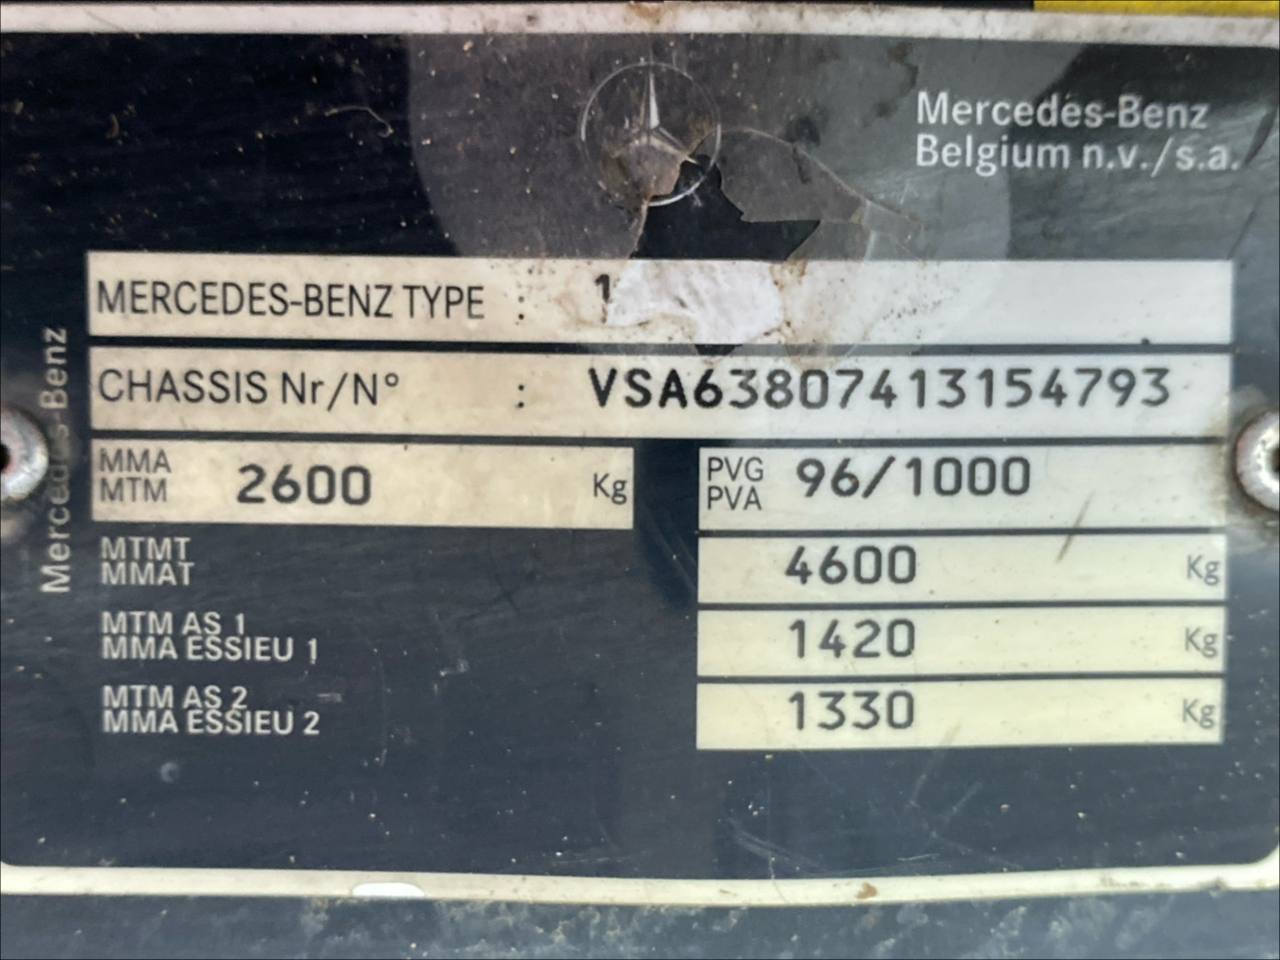 Mercedes-Benz
Belgium n.v./s.a.
Mercedes-Benz
MERCEDES-BENZ TYPE : 1
CHASSIS Nr/N° : VSA63807413154793
MMA
MTM 2600 Kg
PVG
PVA 96/1000
MTMT
MMAT 4600 Kg
MTM AS 1
MMA ESSIEU 1 1420 Kg
MTM AS 2
MMA ESSIEU 2 1330 Kg